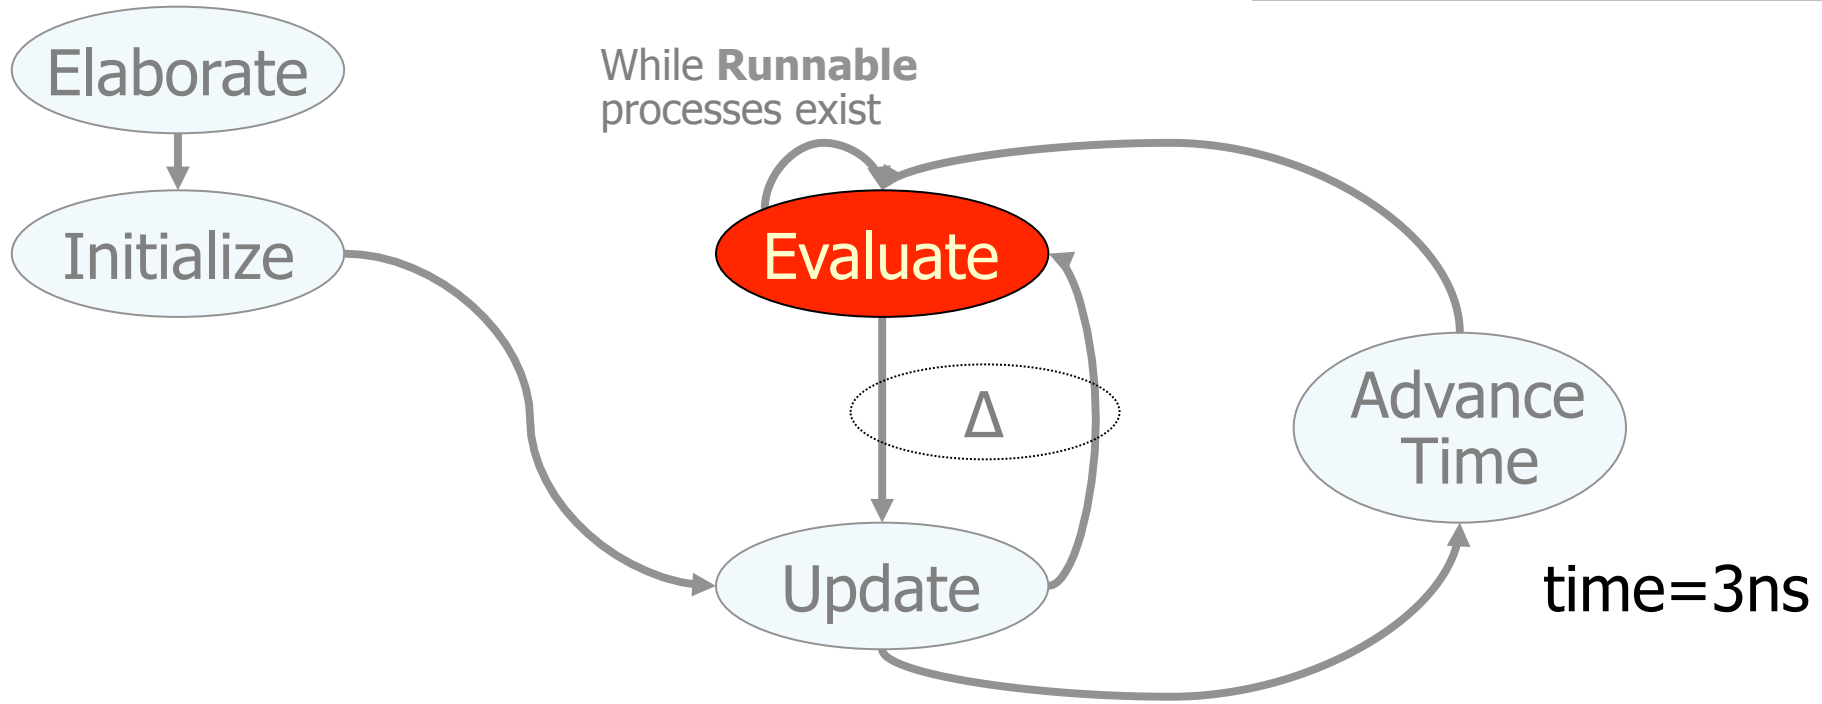 Elaborate
While Runnable
processes exist
Initialize
Evaluate
Δ
Advance
Time
Update
time=3ns